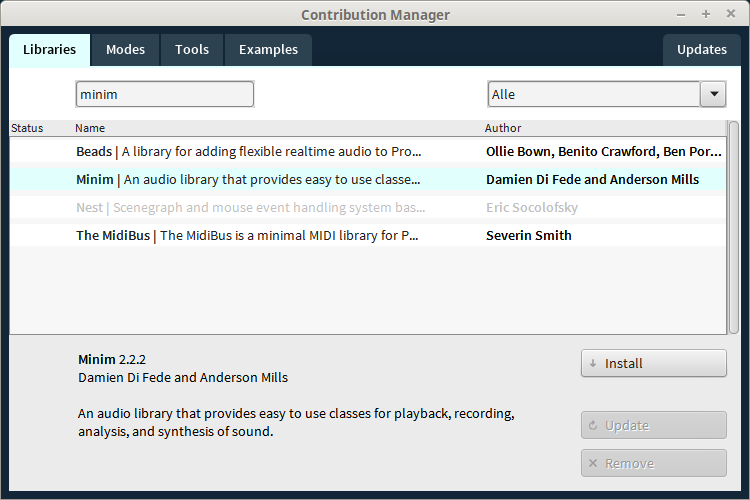 Contribution Manager
Libraries Modes Tools Examples Updates
minim Alle
Status Name Author
Beads | A library for adding flexible realtime audio to Pro... Ollie Bown, Benito Crawford, Ben Por...
Minim | An audio library that provides easy to use classe... Damien Di Fede and Anderson Mills
Nest | Scenegraph and mouse event handling system bas... Eric Socolofsky
The MidiBus | The MidiBus is a minimal MIDI library for P... Severin Smith
Minim 2.2.2
Damien Di Fede and Anderson Mills
Install
An audio library that provides easy to use classes for playback, recording,
analysis, and synthesis of sound.
Update
Remove